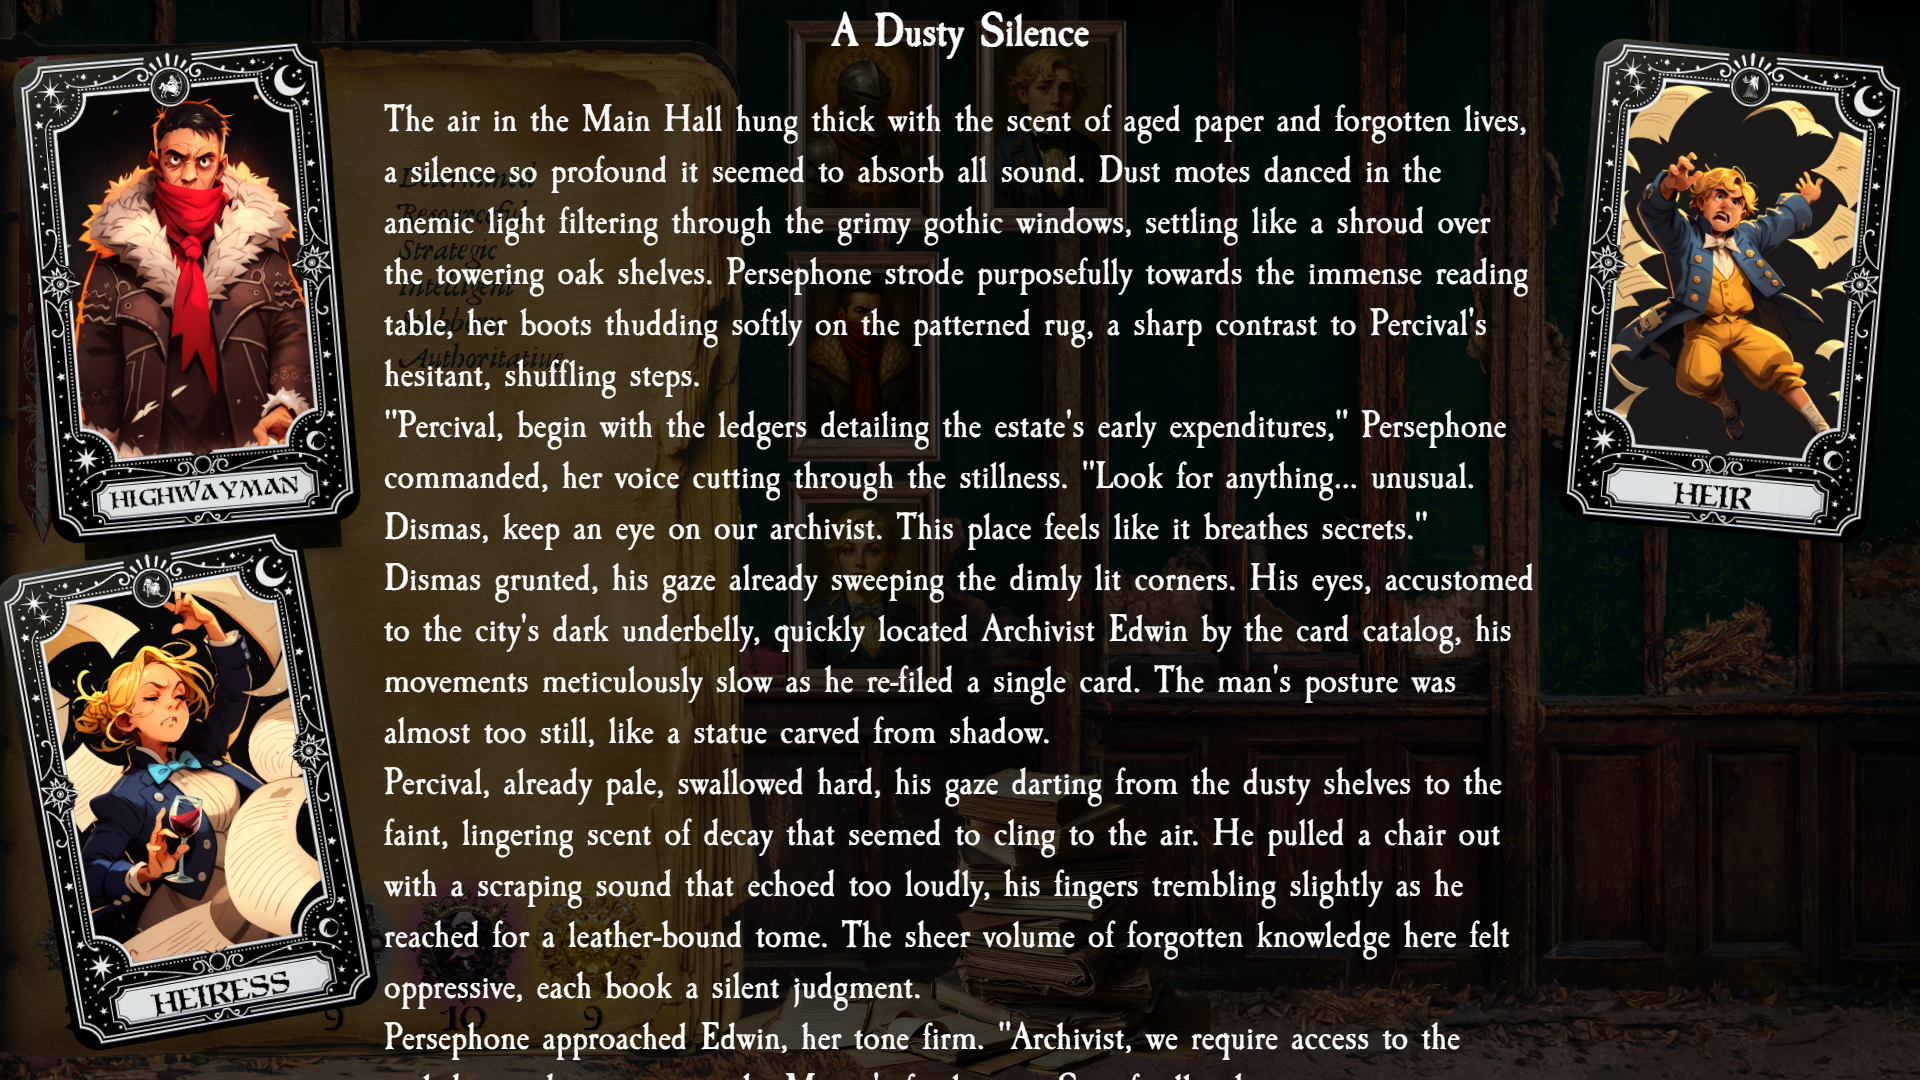 A Dusty Silence
The air in the Main Hall hung thick with the scent of aged paper and forgotten lives,
a silence so profound it seemed to absorb all sound. Dust motes danced in the
anemic light filtering through the grimy gothic windows, settling like a shroud over
the towering oak shelves. Persephone strode purposefully towards the immense reading
table, her boots thudding softly on the patterned rug, a sharp contrast to Percival's
hesitant, shuffling steps.
"Percival, begin with the ledgers detailing the estate's early expenditures," Persephone
commanded, her voice cutting through the stillness. "Look for anything... unusual.
Dismas, keep an eye on our archivist. This place feels like it breathes secrets."
Dismas grunted, his gaze already sweeping the dimly lit corners. His eyes, accustomed
to the city's dark underbelly, quickly located Archivist Edwin by the card catalog, his
movements meticulously slow as he re-filed a single card. The man's posture was
almost too still, like a statue carved from shadow.
Percival, already pale, swallowed hard, his gaze darting from the dusty shelves to the
faint, lingering scent of decay that seemed to cling to the air. He pulled a chair out
with a scraping sound that echoed too loudly, his fingers trembling slightly as he
reached for a leather-bound tome. The sheer volume of forgotten knowledge here felt
oppressive, each book a silent judgment.
Persephone approached Edwin, her tone firm. "Archivist, we require access to the
HIGHWAYMAN
HEIRESS
HEIR
Determined
Resourceful
Strategic
Intelligent
Stubborn
Authoritative
9
10
9